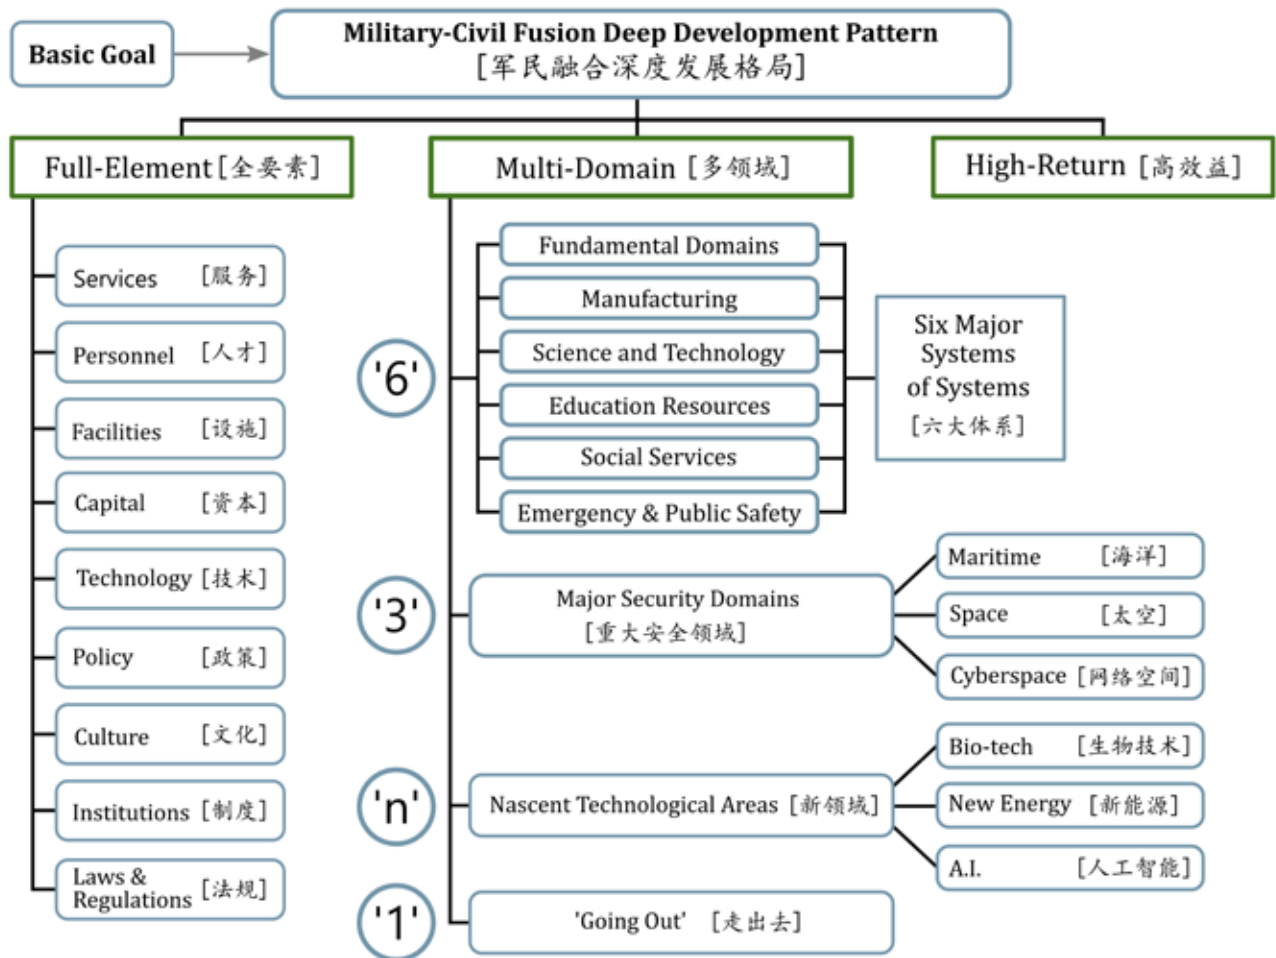 Basic Goal
Military-Civil Fusion Deep Development Pattern
[军民融合深度发展格局]
Full-Element [全要素]
Multi-Domain [多领域]
High-Return [高效益]
Services [服务]
Personnel [人才]
Facilities [设施]
Capital [资本]
Technology [技术]
Policy [政策]
Culture [文化]
Institutions [制度]
Laws &
Regulations [法规]
'6'
Fundamental Domains
Manufacturing
Science and Technology
Education Resources
Social Services
Emergency & Public Safety
Six Major
Systems
of Systems
[六大体系]
'3'
Major Security Domains
[重大安全领域]
Maritime [海洋]
Space [太空]
Cyberspace [网络空间]
'n'
Nascent Technological Areas [新领域]
Bio-tech [生物技术]
New Energy [新能源]
A.I. [人工智能]
'1'
'Going Out' [走出去]